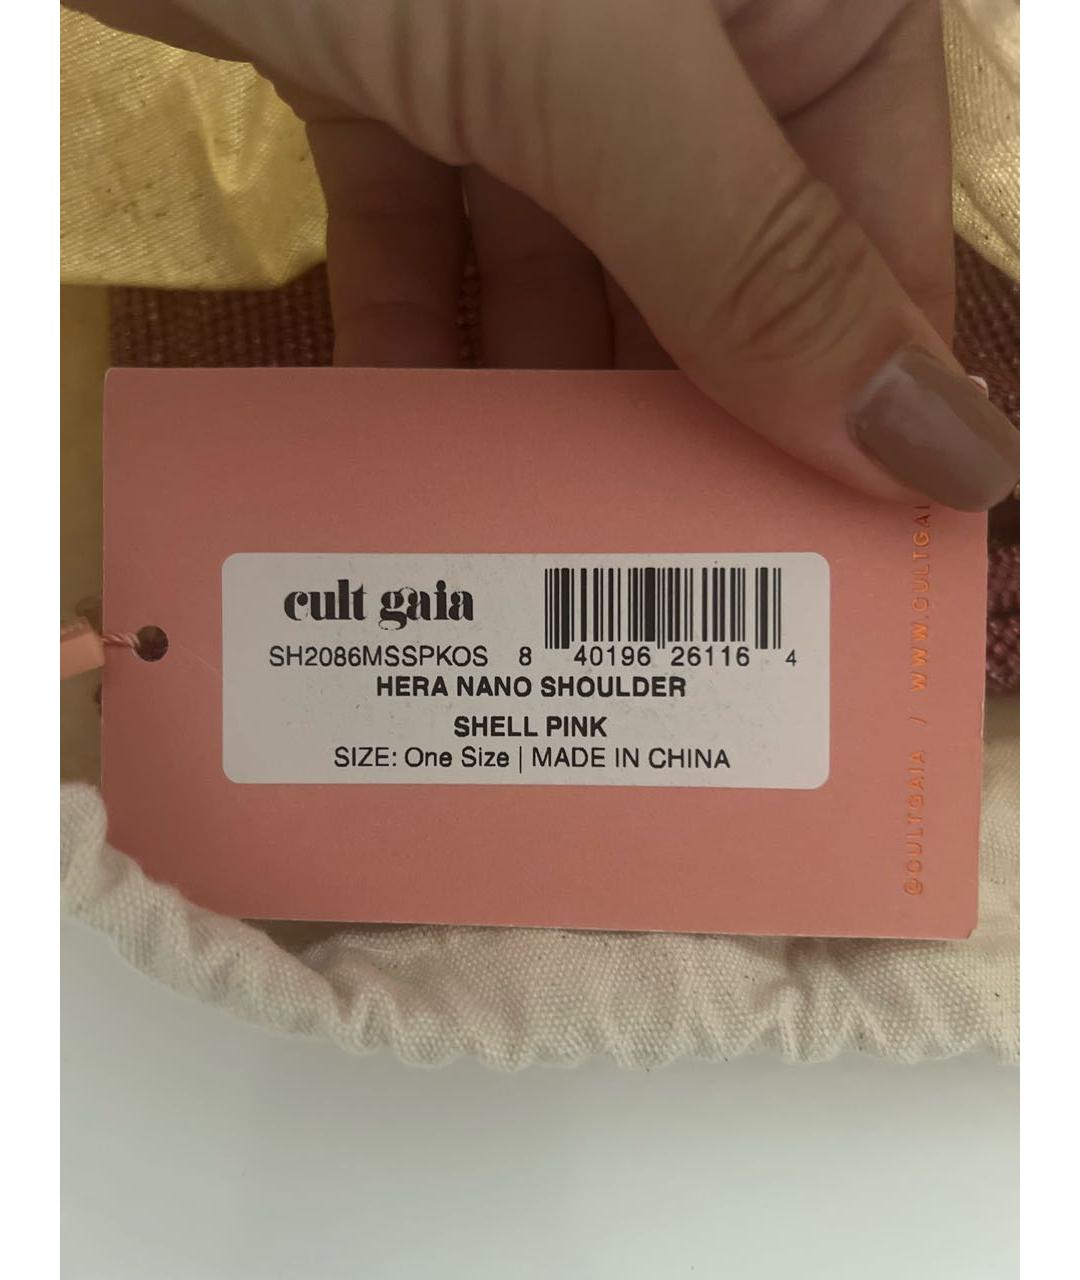 cult gaia
SH2086MSSPKOS 8 40196 26116 4
HERA NANO SHOULDER
SHELL PINK
SIZE: One Size | MADE IN CHINA
@CULTGAIA / WWW.CULTGAI